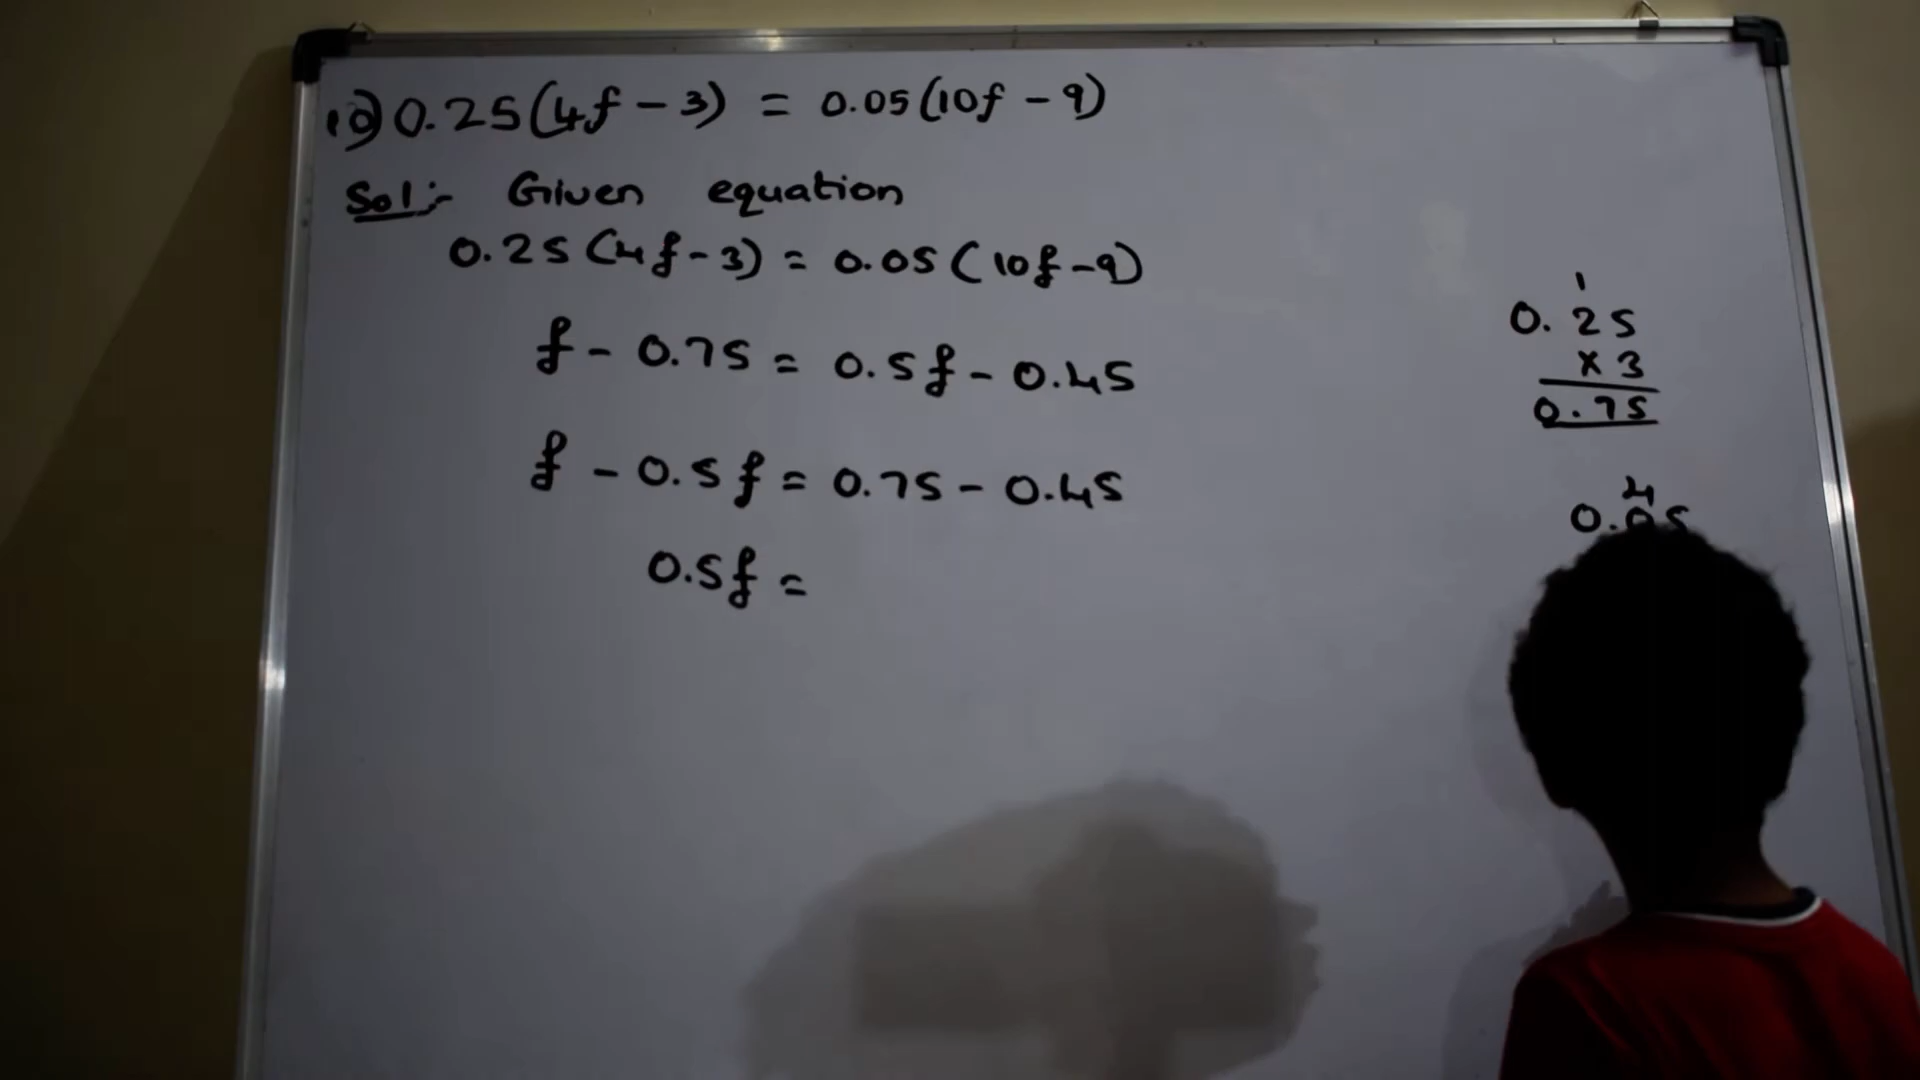 10) 0.25(4f - 3) = 0.05(10f - 9)
Sol:- Given equation
0.25(4f-3) = 0.05(10f-9)
f - 0.75 = 0.5f - 0.45
f - 0.5f = 0.75 - 0.45
0.5f =
1
0.25
x 3
0.75
4
0.05